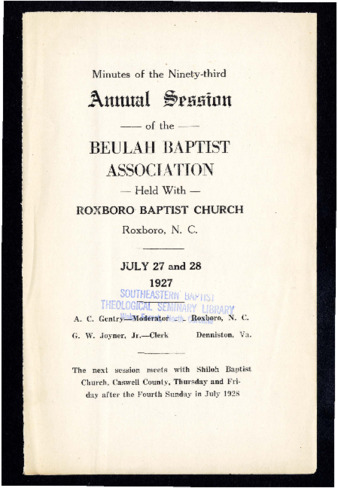 Minutes of the Ninety-third
Annual Session
— of the —
BEULAH BAPTIST
ASSOCIATION
— Held With —
ROXBORO BAPTIST CHURCH
Roxboro, N. C.
JULY 27 and 28
1927
SOUTHEASTERN BAPTIST
THEOLOGICAL SEMINARY LIBRARY
A. C. Gentry—Moderator Roxboro, N. C.
G. W. Joyner, Jr.—Clerk Denniston, Va.
The next session meets with Shiloh Baptist
Church, Caswell County, Thursday and Fri-
day after the Fourth Sunday in July 1928